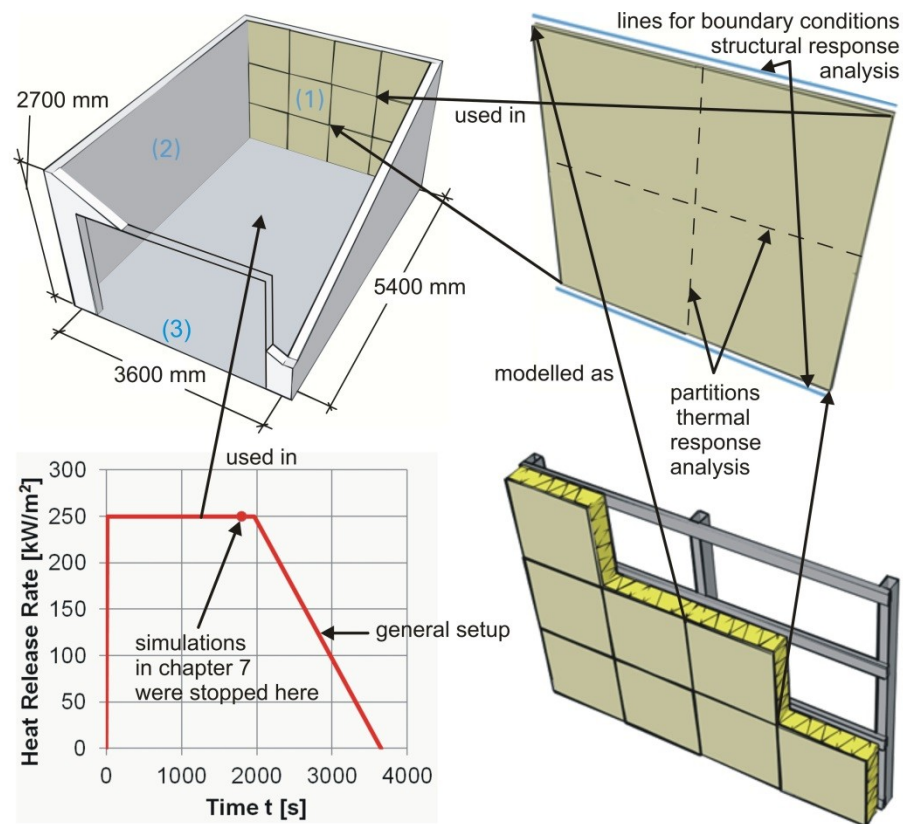 lines for boundary conditions
structural response
analysis
2700 mm
(1)
used in
(2)
5400 mm
(3)
3600 mm
modelled as
partitions
thermal
response
analysis
used in
Heat Release Rate [kW/m²]
300
250
200
150
100
50
0
simulations
in chapter 7
were stopped here
general setup
0
1000
2000
3000
4000
Time t [s]